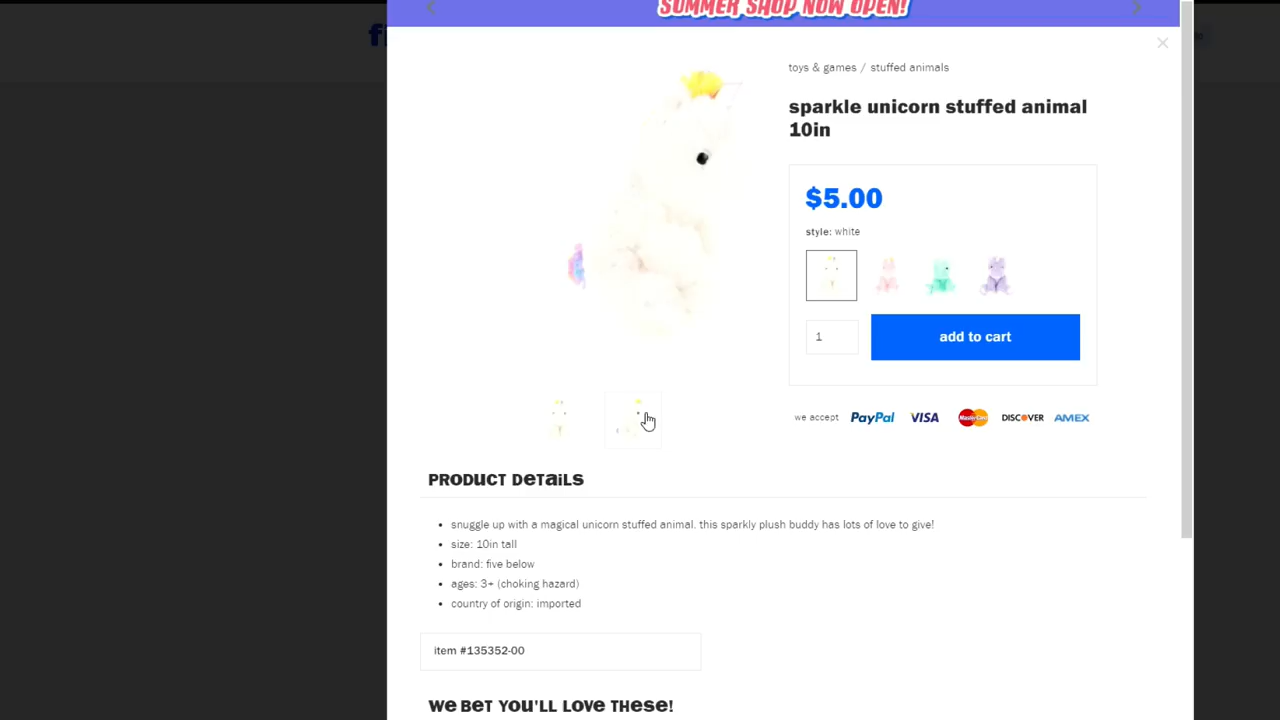 SUMMER SHOP NOW OPEN!
toys & games / stuffed animals
sparkle unicorn stuffed animal
10in
$5.00
style: white
1
add to cart
we accept PayPal VISA MasterCard DISCOVER AMEX
PRODUCT DETAiLS
snuggle up with a magical unicorn stuffed animal. this sparkly plush buddy has lots of love to give!
size: 10in tall
brand: five below
ages: 3+ (choking hazard)
country of origin: imported
item #135352-00
We BET YOU'LL LOVE THESE!